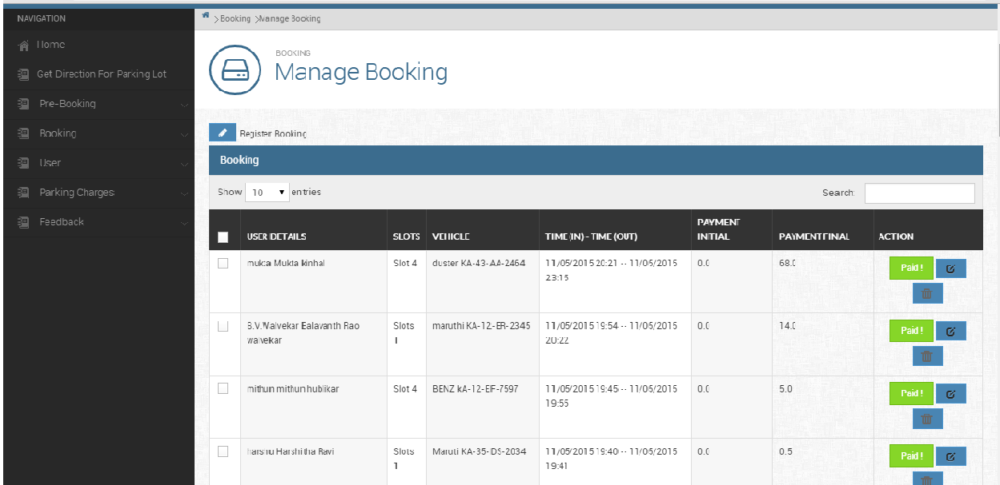 NAVIGATION
Home
Get Direction For Parking Lot
Pre-Booking
Booking
User
Parking Charges
Feedback
> Booking > Manage Booking
BOOKING
Manage Booking
Register Booking
Booking
Show 10 entries
Search:
USER DETAILS SLOTS VEHICLE TIME (IN) - TIME (OUT) PAYMENT INITIAL PAYMENT FINAL ACTION
mukta Mukta kinhal Slot 4 duster KA-43-AA-2464 11/05/2015 20:21 -- 11/05/2015 0.0 68.0 Paid !
23:15
B.V.Walvekar Balavanth Rao Slots maruthi KA-12-ER-2345 11/05/2015 19:54 -- 11/05/2015 0.0 14.0 Paid !
walvekar 1 20:22
mithun mithun hublikar Slot 4 BENZ kA-12-EF-7597 11/05/2015 19:45 -- 11/05/2015 0.0 5.0 Paid !
19:55
harshu Harshitha Ravi Slots Maruti KA-35-DS-2034 11/05/2015 19:40 -- 11/05/2015 0.0 0.5 Paid !
1 19:41